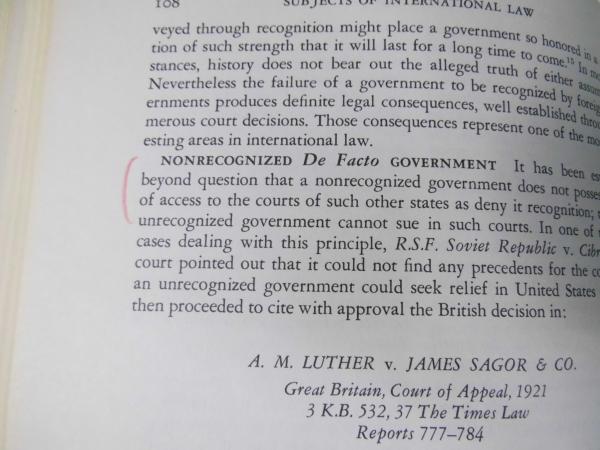 108 SUBJECTS OF INTERNATIONAL LAW
veyed through recognition might place a government so honored in a
tion of such strength that it will last for a long time to come.¹⁵ In
stances, history does not bear out the alleged truth of either
Nevertheless the failure of a government to be recognized by
ernments produces definite legal consequences, well established
merous court decisions. Those consequences represent one of the
esting areas in international law.
NONRECOGNIZED De Facto GOVERNMENT It has been
beyond question that a nonrecognized government does not
of access to the courts of such other states as deny it recognition;
unrecognized government cannot sue in such courts. In one of
cases dealing with this principle, R.S.F. Soviet Republic v.
court pointed out that it could not find any precedents for the
an unrecognized government could seek relief in United States
then proceeded to cite with approval the British decision in:
A. M. LUTHER v. JAMES SAGOR & CO.
Great Britain, Court of Appeal, 1921
3 K.B. 532, 37 The Times Law
Reports 777–784